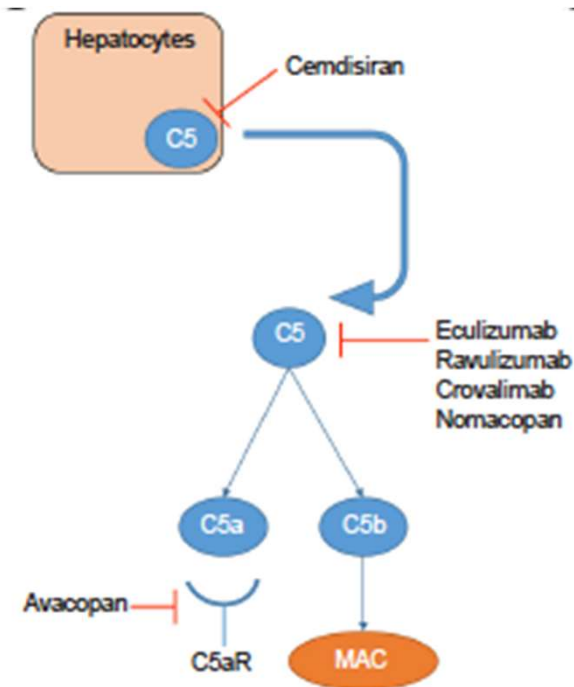 Hepatocytes
Cemdisiran
C5
C5
Eculizumab
Ravulizumab
Crovalimab
Nomacopan
C5a
C5b
Avacopan
C5aR
MAC